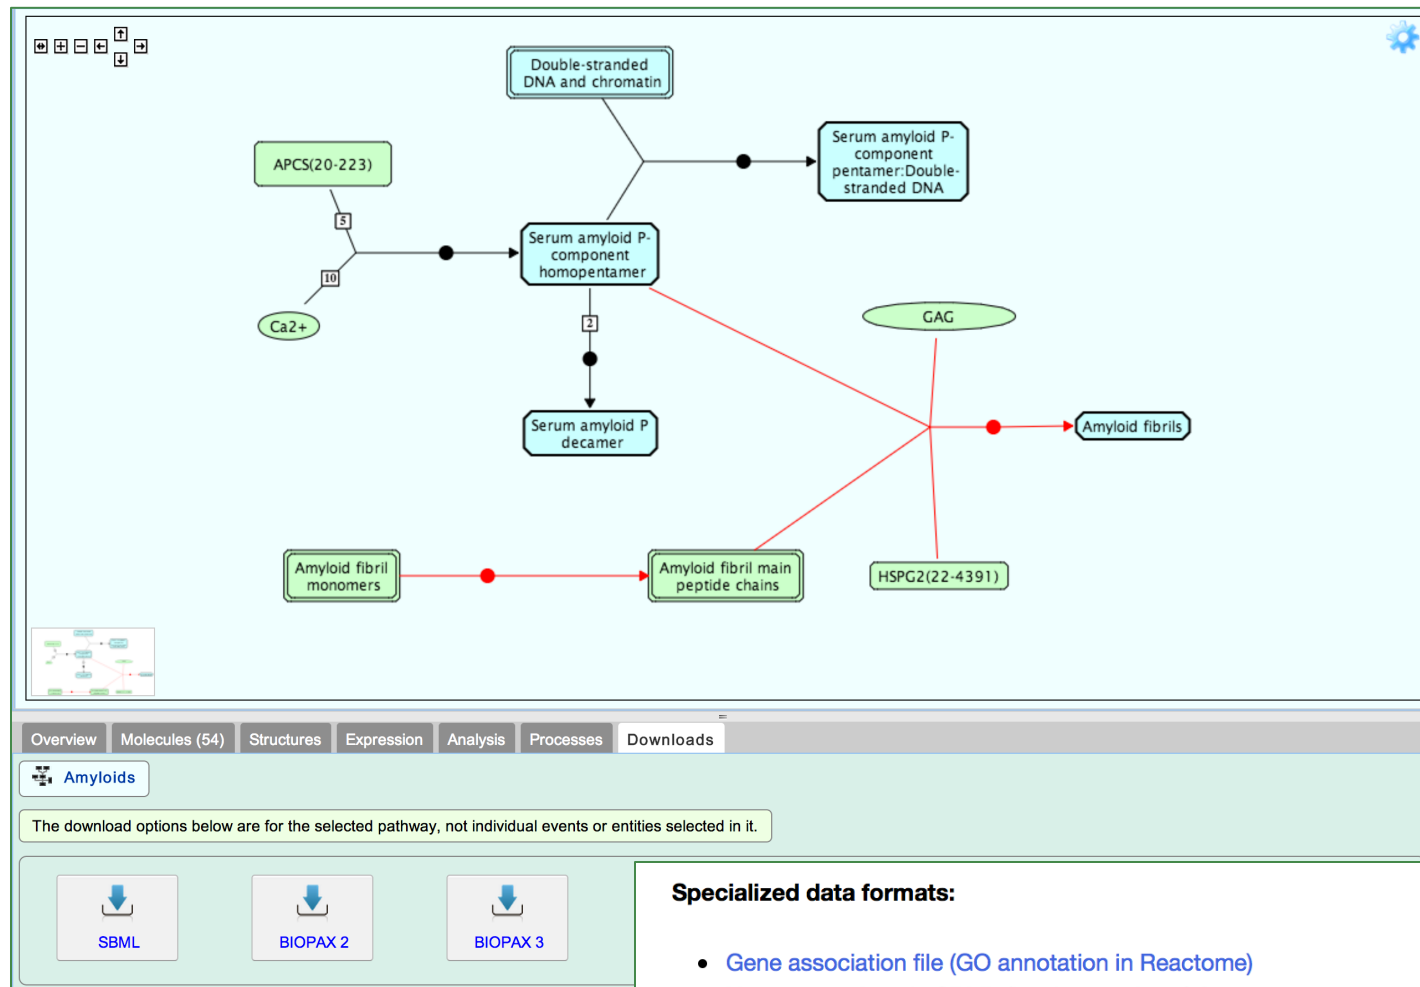 Double-stranded
DNA and chromatin
Serum amyloid P-
component
pentamer:Double-
stranded DNA
APCS(20-223)
5
Serum amyloid P-
component
homopentamer
10
Ca2+
2
GAG
Serum amyloid P
decamer
Amyloid fibrils
Amyloid fibril
monomers
Amyloid fibril main
peptide chains
HSPG2(22-4391)
Overview
Molecules (54)
Structures
Expression
Analysis
Processes
Downloads
Amyloids
The download options below are for the selected pathway, not individual events or entities selected in it.
SBML
BIOPAX 2
BIOPAX 3
Specialized data formats:
• Gene association file (GO annotation in Reactome)